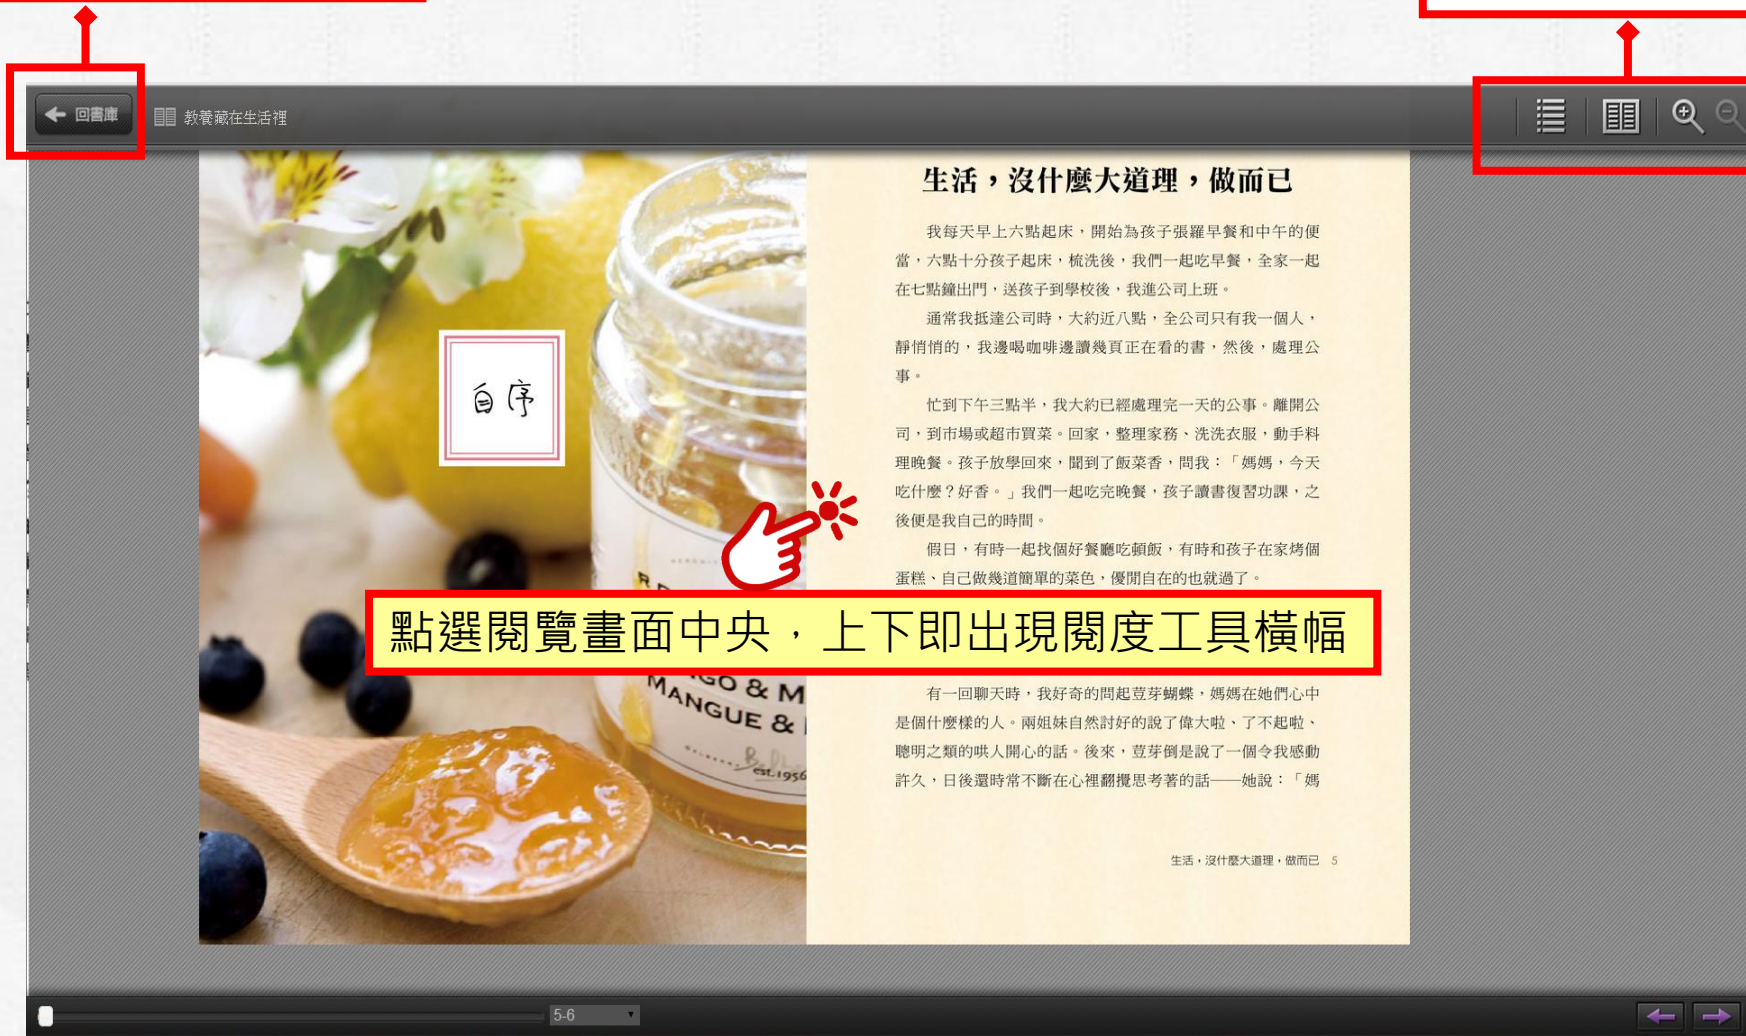 回書庫
教養藏在生活裡
自序
生活，沒什麼大道理，做而已
我每天早上六點起床，開始為孩子張羅早餐和中午的便
當，六點十分孩子起床，梳洗後，我們一起吃早餐，全家一起
在七點鐘出門，送孩子到學校後，我進公司上班。
通常我抵達公司時，大約近八點，全公司只有我一個人，
靜悄悄的，我邊喝咖啡邊讀幾頁正在看的書，然後，處理公
事。
忙到下午三點半，我大約已經處理完一天的公事。離開公
司，到市場或超市買菜。回家，整理家務、洗洗衣服，動手料
理晚餐。孩子放學回來，聞到了飯菜香，問我：「媽媽，今天
吃什麼？好香。」我們一起吃完晚餐，孩子讀書復習功課，之
後便是我自己的時間。
假日，有時一起找個好餐廳吃頓飯，有時和孩子在家烤個
蛋糕、自己做幾道簡單的菜色，優閒自在的也就過了。
點選閱覽畫面中央，上下即出現閱度工具橫幅
有一回聊天時，我好奇的問起荳芽蝴蝶，媽媽在她們心中
是個什麼樣的人。兩姐妹自然討好的說了偉大啦、了不起啦、
聰明之類的哄人開心的話。後來，荳芽倒是說了一個令我感動
許久，日後還時常不斷在心裡翻攪思考著的話──她說：「媽
GO & M
MANGUE &
est.1956
生活，沒什麼大道理，做而已 5
5-6